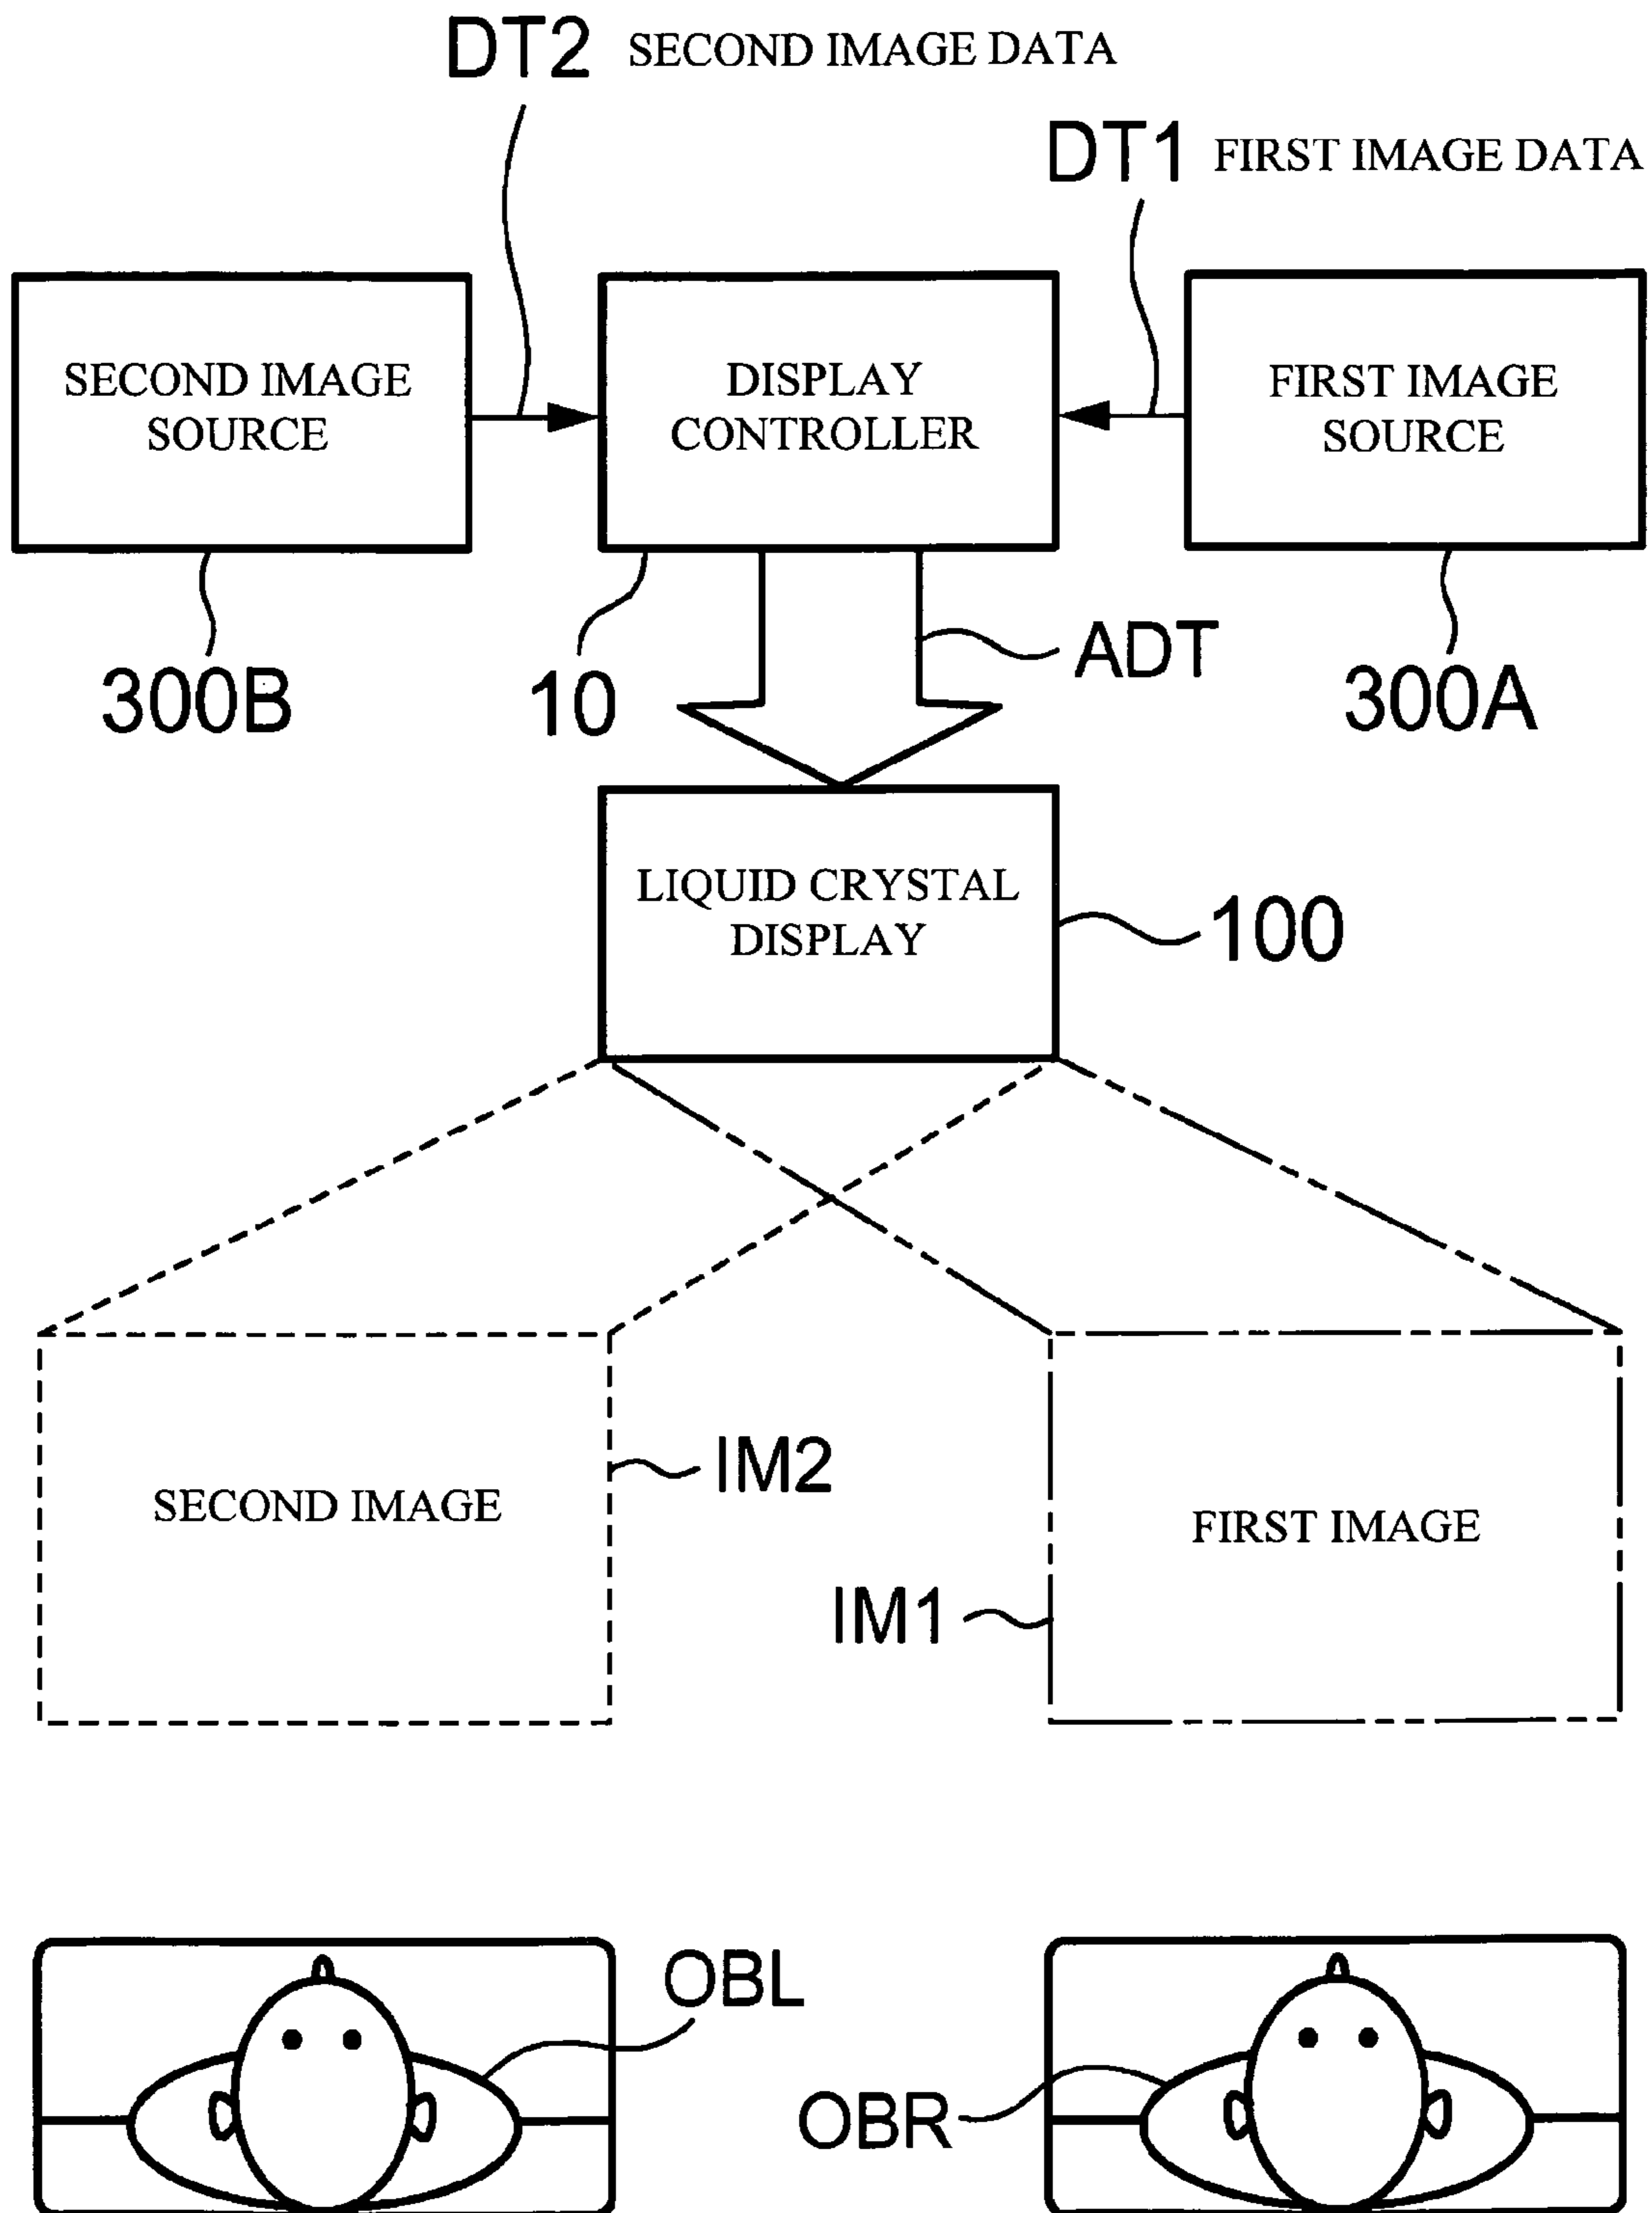 DT2 SECOND IMAGE DATA
DT1 FIRST IMAGE DATA
SECOND IMAGE
SOURCE
DISPLAY
CONTROLLER
FIRST IMAGE
SOURCE
300B
10
ADT
300A
LIQUID CRYSTAL
DISPLAY
100
IM2
SECOND IMAGE
FIRST IMAGE
IM1
OBL
OBR